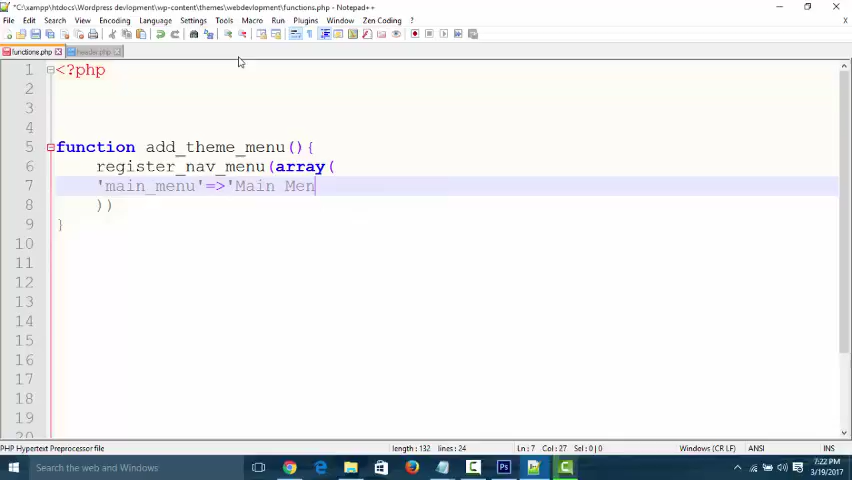 *C:\xampp\htdocs\Wordpress devlopment\wp-content\themes\webdevlopment\functions.php - Notepad++
File Edit Search View Encoding Language Settings Tools Macro Run Plugins Window Zen Coding ?
X
functions.php header.php
1 <?php
2
3
4
5 function add_theme_menu(){
6 register_nav_menu(array(
7 'main_menu'=>'Main Men
8 ))
9 }
10
11
12
13
14
15
16
17
18
19
20
PHP Hypertext Preprocessor file length : 132 lines : 24 Ln : 7 Col : 27 Sel : 0 | 0 Windows (CR LF) ANSI INS
Search the web and Windows
7:22 PM
3/19/2017